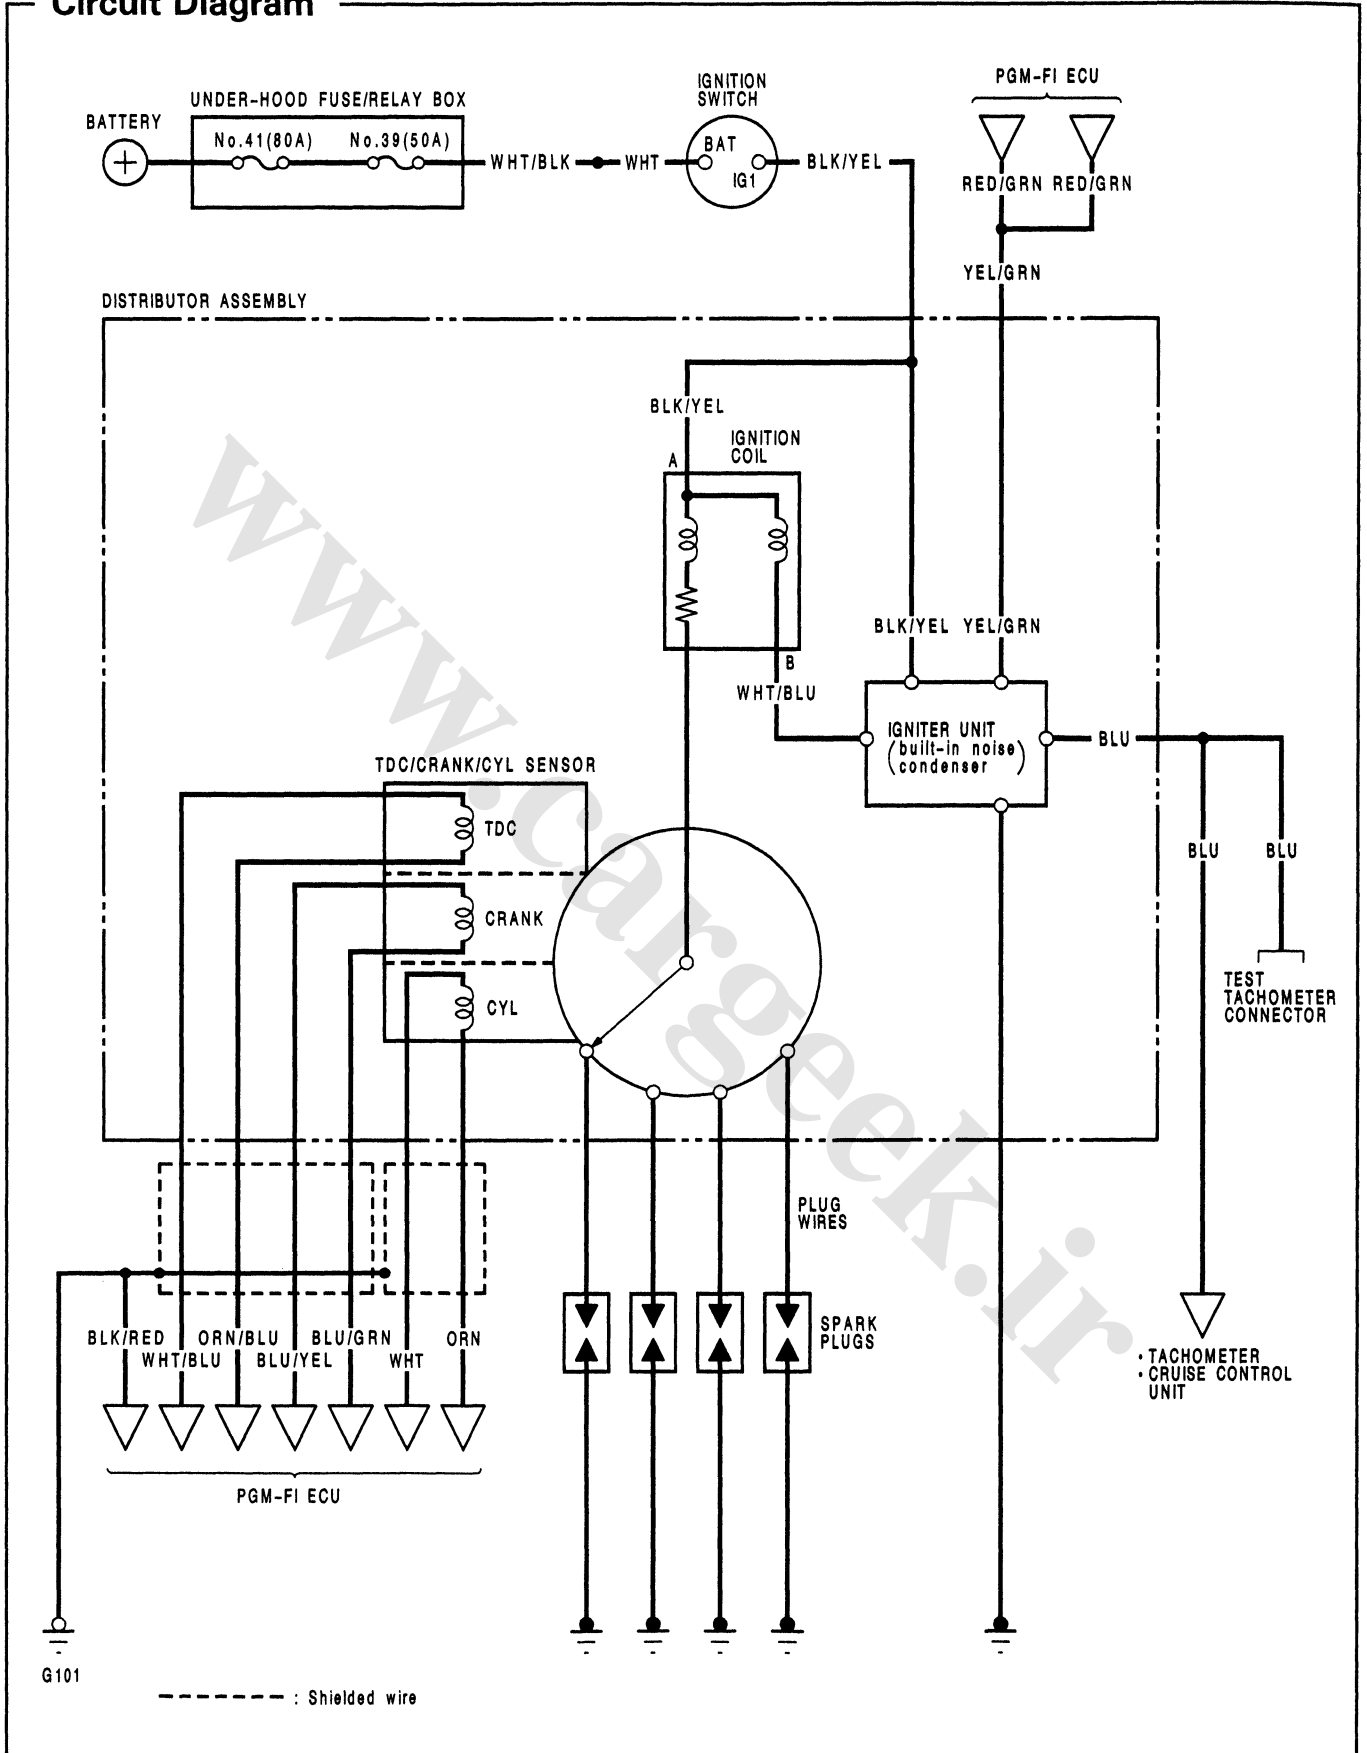 Circuit Diagram
UNDER-HOOD FUSE/RELAY BOX
BATTERY
No.41(80A) No.39(50A)
+
WHT/BLK
WHT
IGNITION
SWITCH
BAT
IG1
BLK/YEL
PGM-FI ECU
RED/GRN RED/GRN
YEL/GRN
DISTRIBUTOR ASSEMBLY
BLK/YEL
IGNITION
COIL
A
B
WHT/BLU
BLK/YEL YEL/GRN
IGNITER UNIT
(built-in noise
condenser)
BLU
BLU
BLU
TEST
TACHOMETER
CONNECTOR
TDC/CRANK/CYL SENSOR
TDC
CRANK
CYL
PLUG
WIRES
SPARK
PLUGS
• TACHOMETER
• CRUISE CONTROL
UNIT
BLK/RED
WHT/BLU
ORN/BLU
BLU/YEL
BLU/GRN
WHT
ORN
PGM-FI ECU
G101
: Shielded wire
www.cargeek.ir